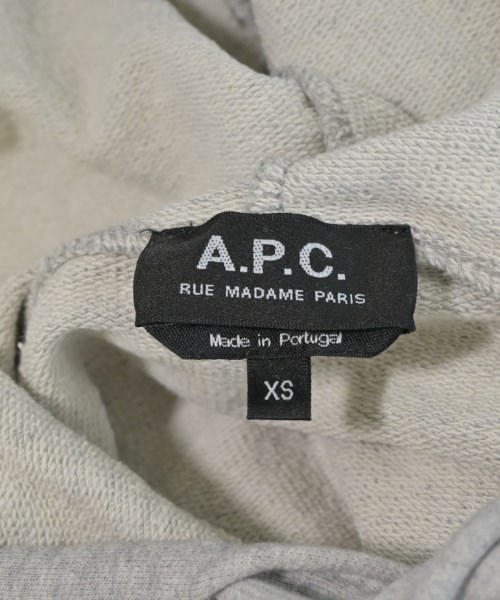 A.P.C.
RUE MADAME PARIS
Made in Portugal
XS